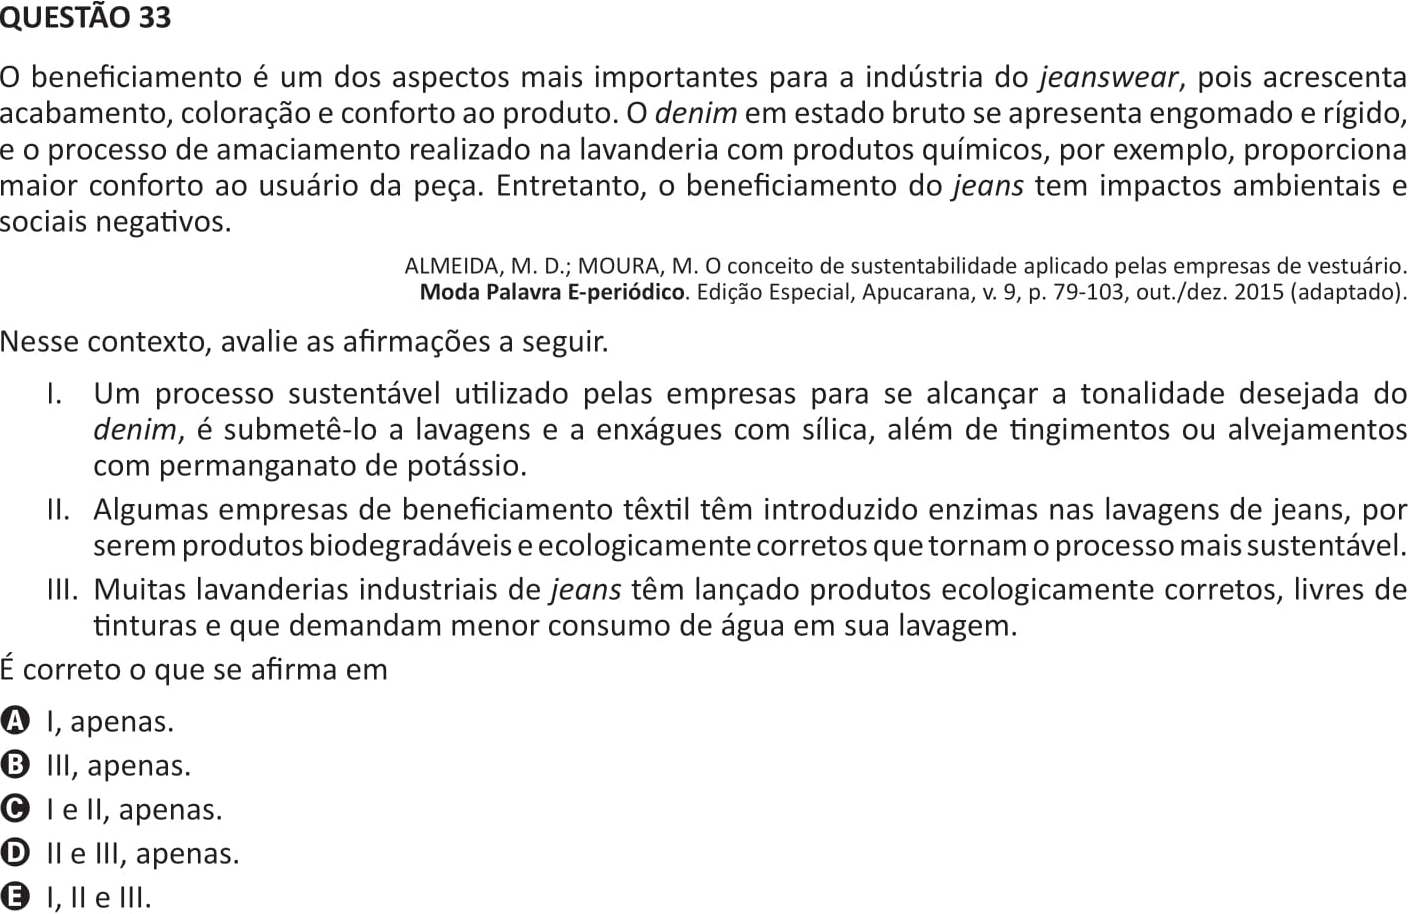 QUESTÃO 33
O beneficiamento é um dos aspectos mais importantes para a indústria do jeanswear, pois acrescenta
acabamento, coloração e conforto ao produto. O denim em estado bruto se apresenta engomado e rígido,
e o processo de amaciamento realizado na lavanderia com produtos químicos, por exemplo, proporciona
maior conforto ao usuário da peça. Entretanto, o beneficiamento do jeans tem impactos ambientais e
sociais negativos.
ALMEIDA, M. D.; MOURA, M. O conceito de sustentabilidade aplicado pelas empresas de vestuário.
Moda Palavra E-periódico. Edição Especial, Apucarana, v. 9, p. 79-103, out./dez. 2015 (adaptado).
Nesse contexto, avalie as afirmações a seguir.
I. Um processo sustentável utilizado pelas empresas para se alcançar a tonalidade desejada do
denim, é submetê-lo a lavagens e a enxágues com sílica, além de tingimentos ou alvejamentos
com permanganato de potássio.
II. Algumas empresas de beneficiamento têxtil têm introduzido enzimas nas lavagens de jeans, por
serem produtos biodegradáveis e ecologicamente corretos que tornam o processo mais sustentável.
III. Muitas lavanderias industriais de jeans têm lançado produtos ecologicamente corretos, livres de
tinturas e que demandam menor consumo de água em sua lavagem.
É correto o que se afirma em
A I, apenas.
B III, apenas.
C I e II, apenas.
D II e III, apenas.
E I, II e III.